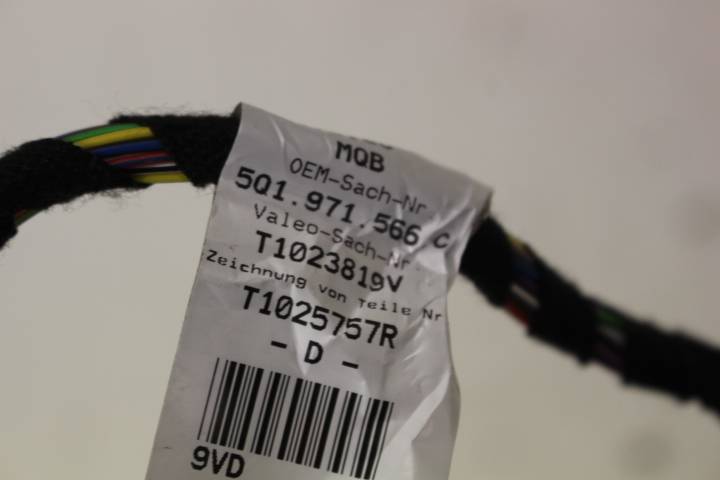 MQB
OEM-Sach-Nr.
5Q1.971.566 C
Valeo-Sach-Nr.
T1023819V
Zeichnung von Teile Nr
T1025757R
- D -
9VD